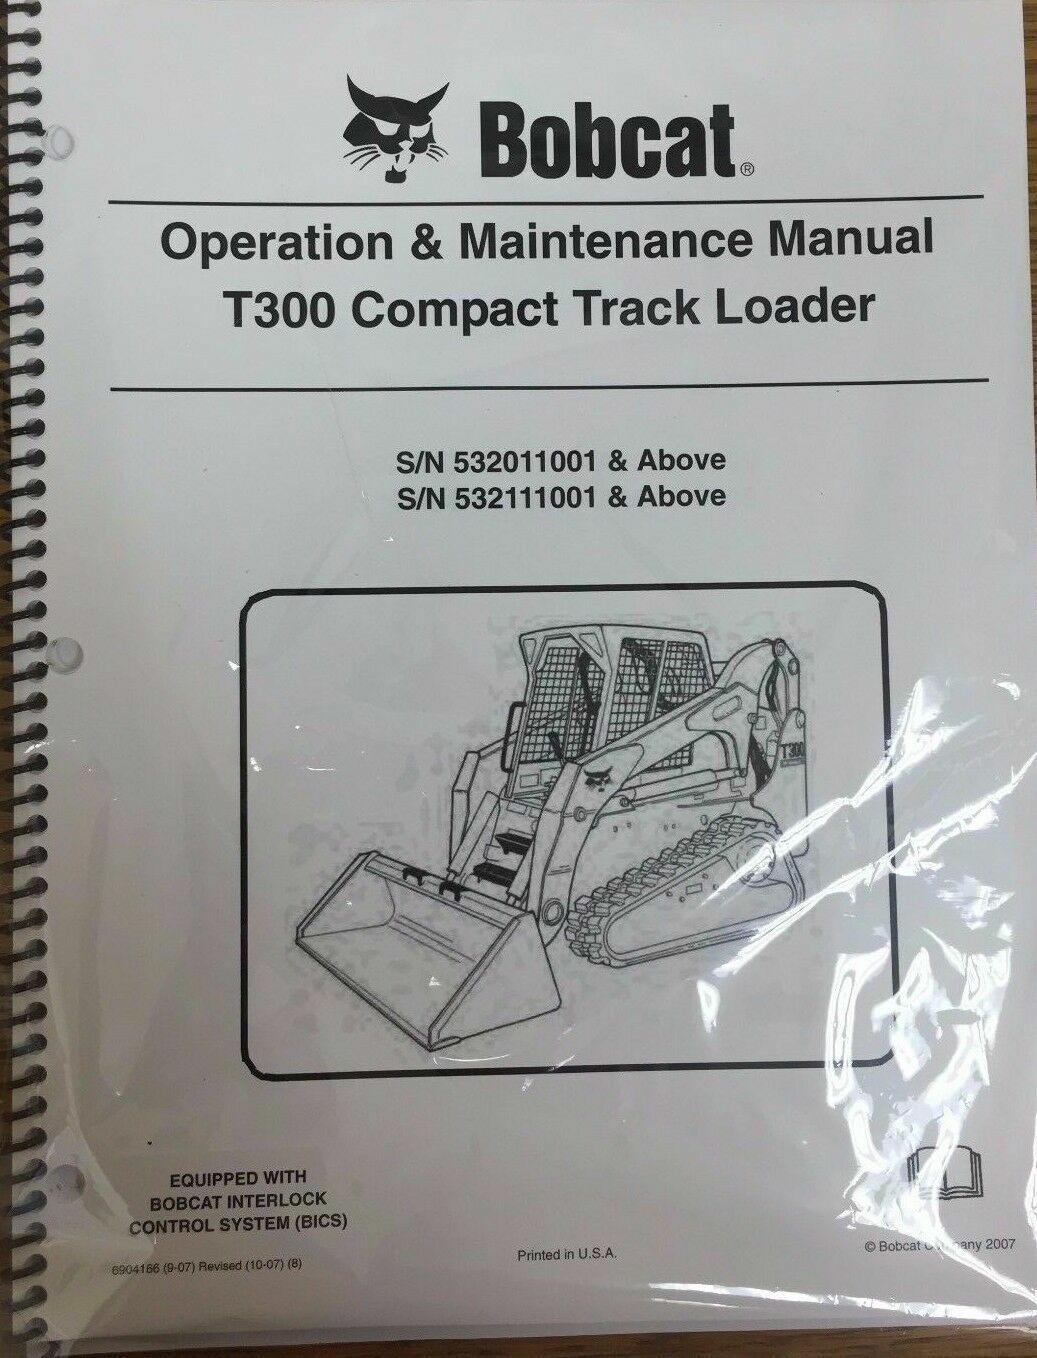 Bobcat®
Operation & Maintenance Manual
T300 Compact Track Loader
S/N 532011001 & Above
S/N 532111001 & Above
T300
EQUIPPED WITH
BOBCAT INTERLOCK
CONTROL SYSTEM (BICS)
6904166 (9-07) Revised (10-07) (8)
Printed in U.S.A.
© Bobcat Company 2007